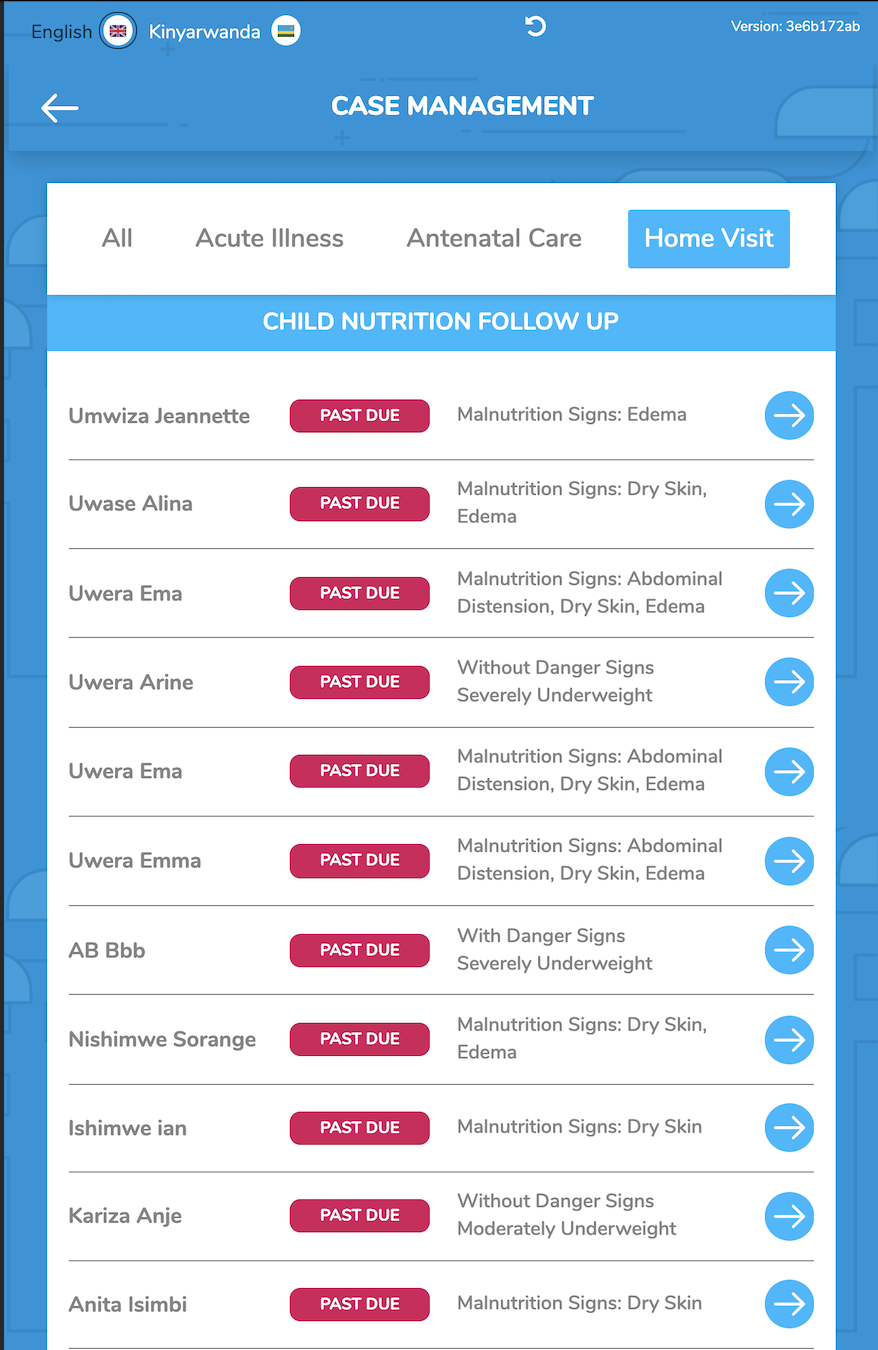 English Kinyarwanda Version: 3e6b172ab
CASE MANAGEMENT
All Acute Illness Antenatal Care Home Visit
CHILD NUTRITION FOLLOW UP
Umwiza Jeannette PAST DUE Malnutrition Signs: Edema
Uwase Alina PAST DUE Malnutrition Signs: Dry Skin,
Edema
Uwera Ema PAST DUE Malnutrition Signs: Abdominal
Distension, Dry Skin, Edema
Uwera Arine PAST DUE Without Danger Signs
Severely Underweight
Uwera Ema PAST DUE Malnutrition Signs: Abdominal
Distension, Dry Skin, Edema
Uwera Emma PAST DUE Malnutrition Signs: Abdominal
Distension, Dry Skin, Edema
AB Bbb PAST DUE With Danger Signs
Severely Underweight
Nishimwe Sorange PAST DUE Malnutrition Signs: Dry Skin,
Edema
Ishimwe ian PAST DUE Malnutrition Signs: Dry Skin
Kariza Anje PAST DUE Without Danger Signs
Moderately Underweight
Anita Isimbi PAST DUE Malnutrition Signs: Dry Skin